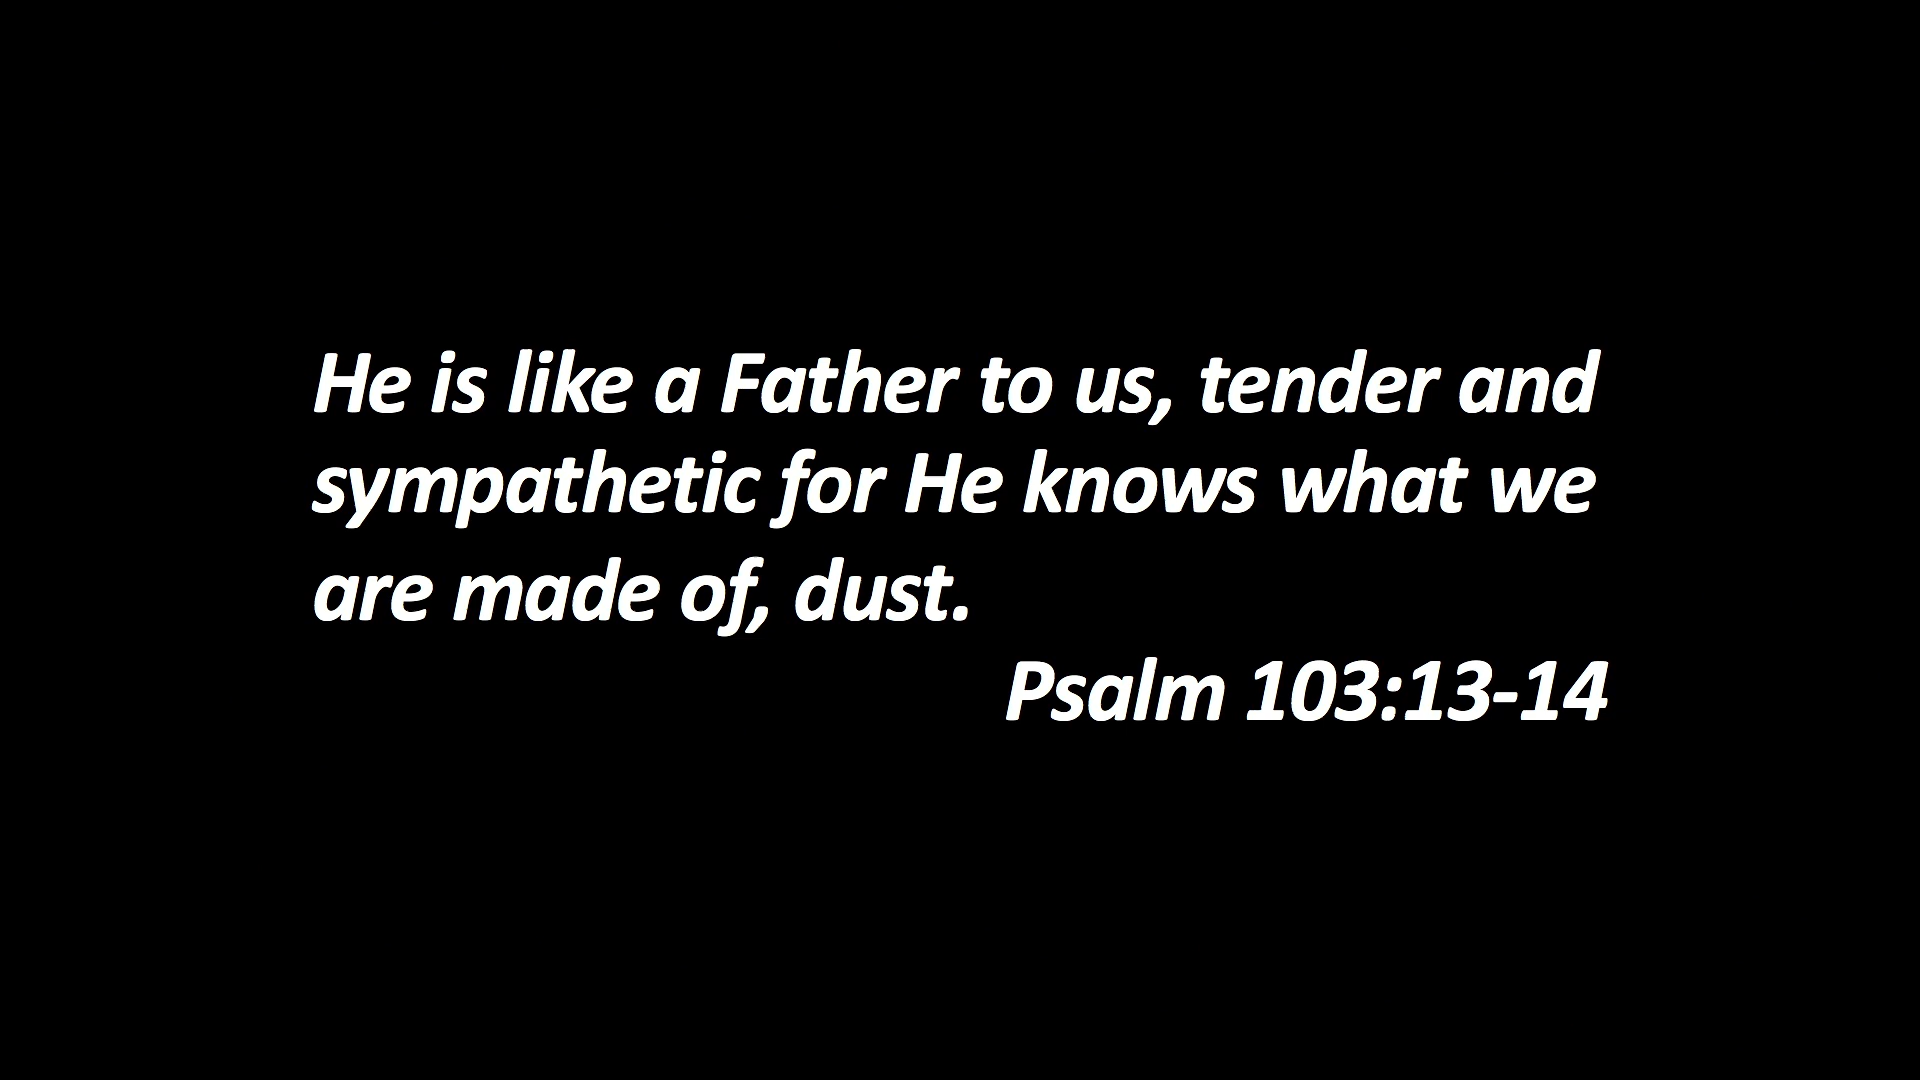 He is like a Father to us, tender and
sympathetic for He knows what we
are made of, dust.
Psalm 103:13-14